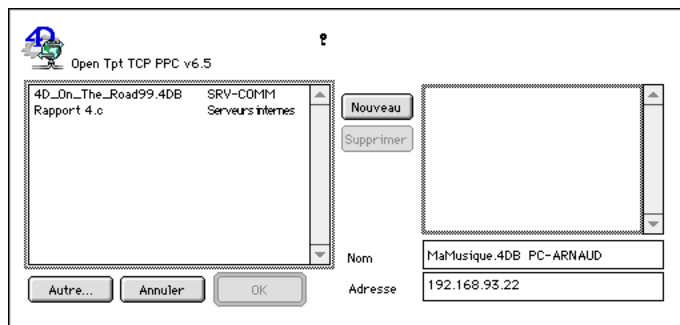 4D
Open Tpt TCP PPC v6.5
4D_On_The_Road99.4DB SRV-COMM
Rapport 4.c Serveurs internes
Nouveau
Supprimer
Nom MaMusique.4DB PC-ARNAUD
Adresse 192.168.93.22
Autre... Annuler OK